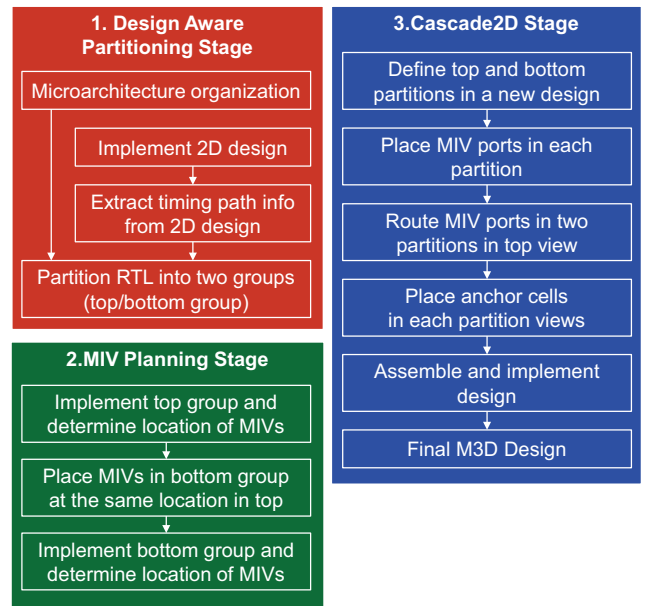 1. Design Aware
Partitioning Stage
Microarchitecture organization
Implement 2D design
Extract timing path info
from 2D design
Partition RTL into two groups
(top/bottom group)
2.MIV Planning Stage
Implement top group and
determine location of MIVs
Place MIVs in bottom group
at the same location in top
Implement bottom group and
determine location of MIVs
3.Cascade2D Stage
Define top and bottom
partitions in a new design
Place MIV ports in each
partition
Route MIV ports in two
partitions in top view
Place anchor cells
in each partition views
Assemble and implement
design
Final M3D Design